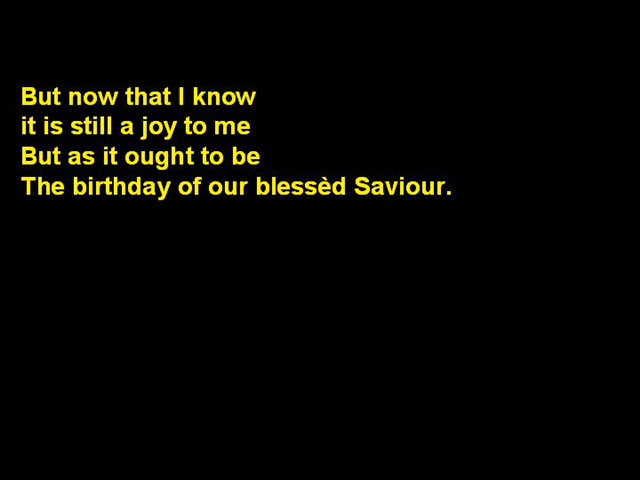 But now that I know
it is still a joy to me
But as it ought to be
The birthday of our blessèd Saviour.